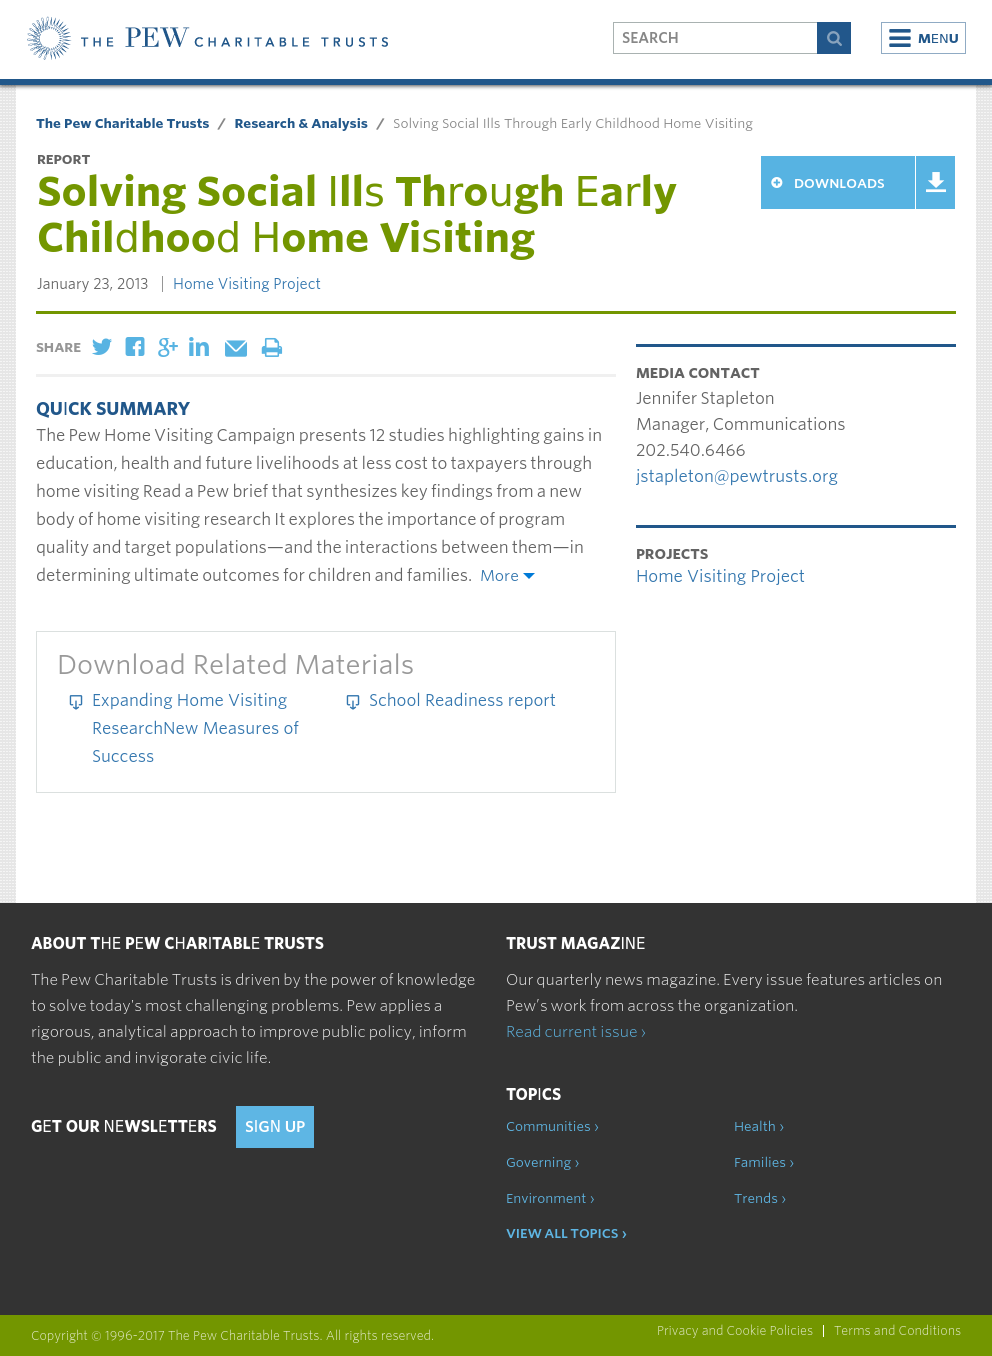 THE PEW CHARITABLE TRUSTS
SEARCH
MENU
The Pew Charitable Trusts / Research & Analysis / Solving Social Ills Through Early Childhood Home Visiting
REPORT
Solving Social Ills Through Early
Childhood Home Visiting
DOWNLOADS
January 23, 2013 | Home Visiting Project
SHARE
QUICK SUMMARY
The Pew Home Visiting Campaign presents 12 studies highlighting gains in
education, health and future livelihoods at less cost to taxpayers through
home visiting Read a Pew brief that synthesizes key findings from a new
body of home visiting research It explores the importance of program
quality and target populations—and the interactions between them—in
determining ultimate outcomes for children and families. More
MEDIA CONTACT
Jennifer Stapleton
Manager, Communications
202.540.6466
jstapleton@pewtrusts.org
PROJECTS
Home Visiting Project
Download Related Materials
Expanding Home Visiting
ResearchNew Measures of
Success
School Readiness report
ABOUT THE PEW CHARITABLE TRUSTS
The Pew Charitable Trusts is driven by the power of knowledge
to solve today's most challenging problems. Pew applies a
rigorous, analytical approach to improve public policy, inform
the public and invigorate civic life.
GET OUR NEWSLETTERS
SIGN UP
TRUST MAGAZINE
Our quarterly news magazine. Every issue features articles on
Pew’s work from across the organization.
Read current issue ›
TOPICS
Communities ›
Health ›
Governing ›
Families ›
Environment ›
Trends ›
VIEW ALL TOPICS ›
Copyright © 1996-2017 The Pew Charitable Trusts. All rights reserved.
Privacy and Cookie Policies | Terms and Conditions